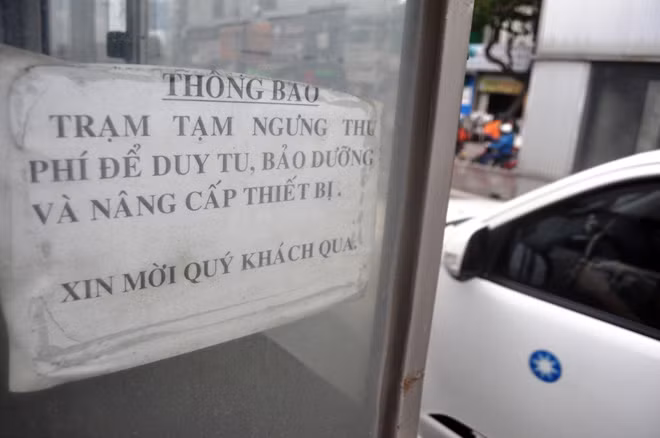 THÔNG BÁO
TRẠM TẠM NGƯNG THU
PHÍ ĐỂ DUY TU, BẢO DƯỠNG
VÀ NÂNG CẤP THIẾT BỊ .
XIN MỜI QUÝ KHÁCH QUA.